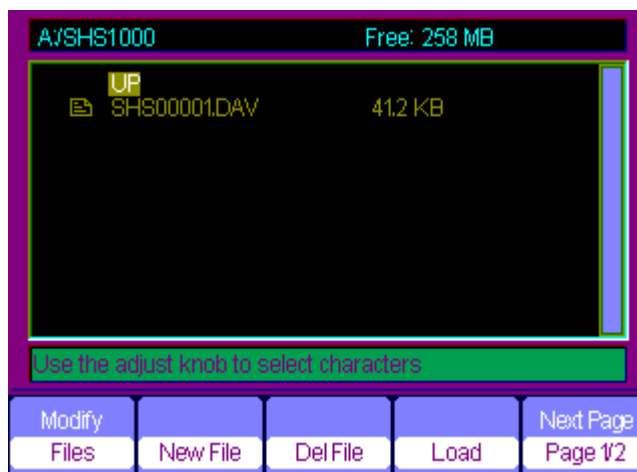 A:/SHS1000 Free: 258 MB
UP
SHS00001.DAV 41.2 KB
Use the adjust knob to select characters
Modify Next Page
Files New File Del File Load Page 1/2